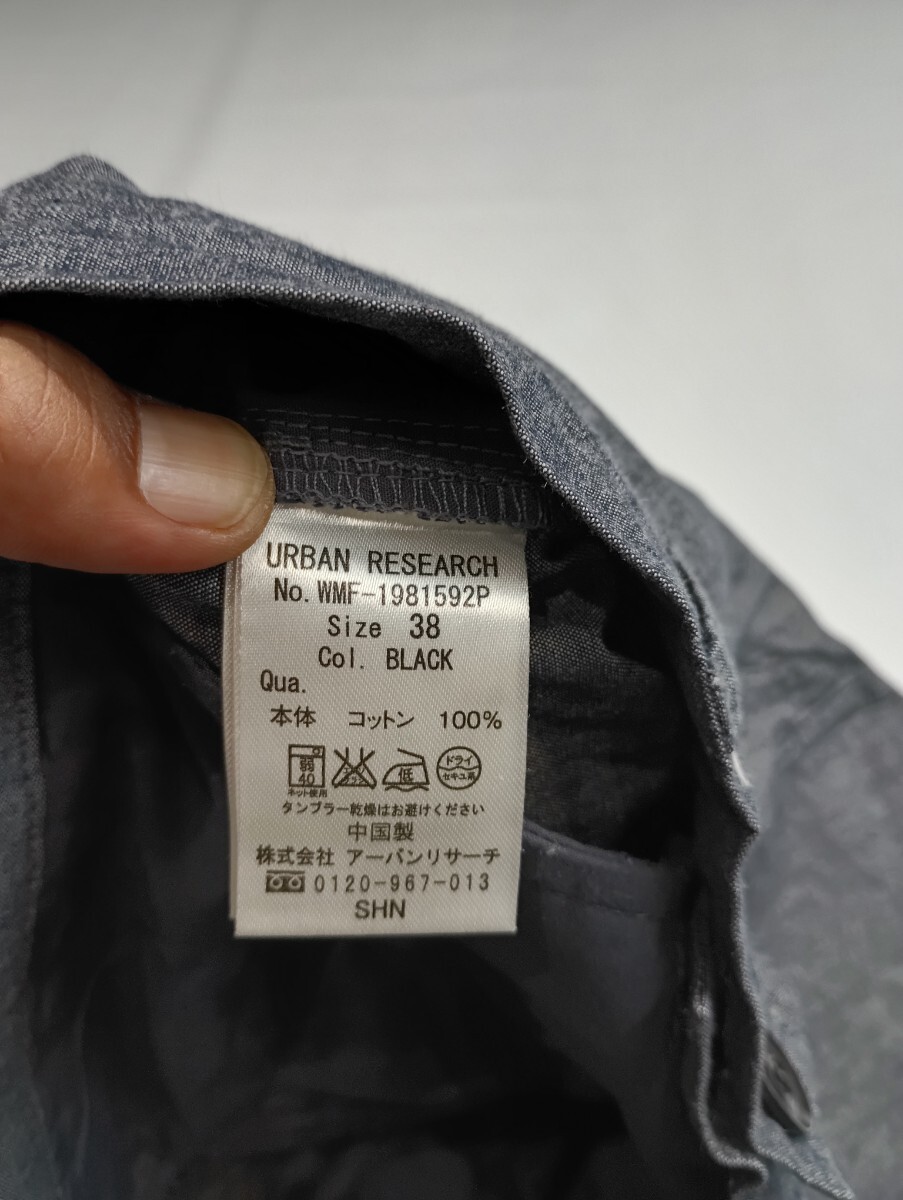 URBAN RESEARCH
No. WMF-1981592P
Size 38
Col. BLACK
Qua.
本体 コットン 100%
弱 40 ネット使用 低 ドライ セキユ系
タンブラー乾燥はお避けください
中国製
株式会社 アーバンリサーチ
0120-967-013
SHN